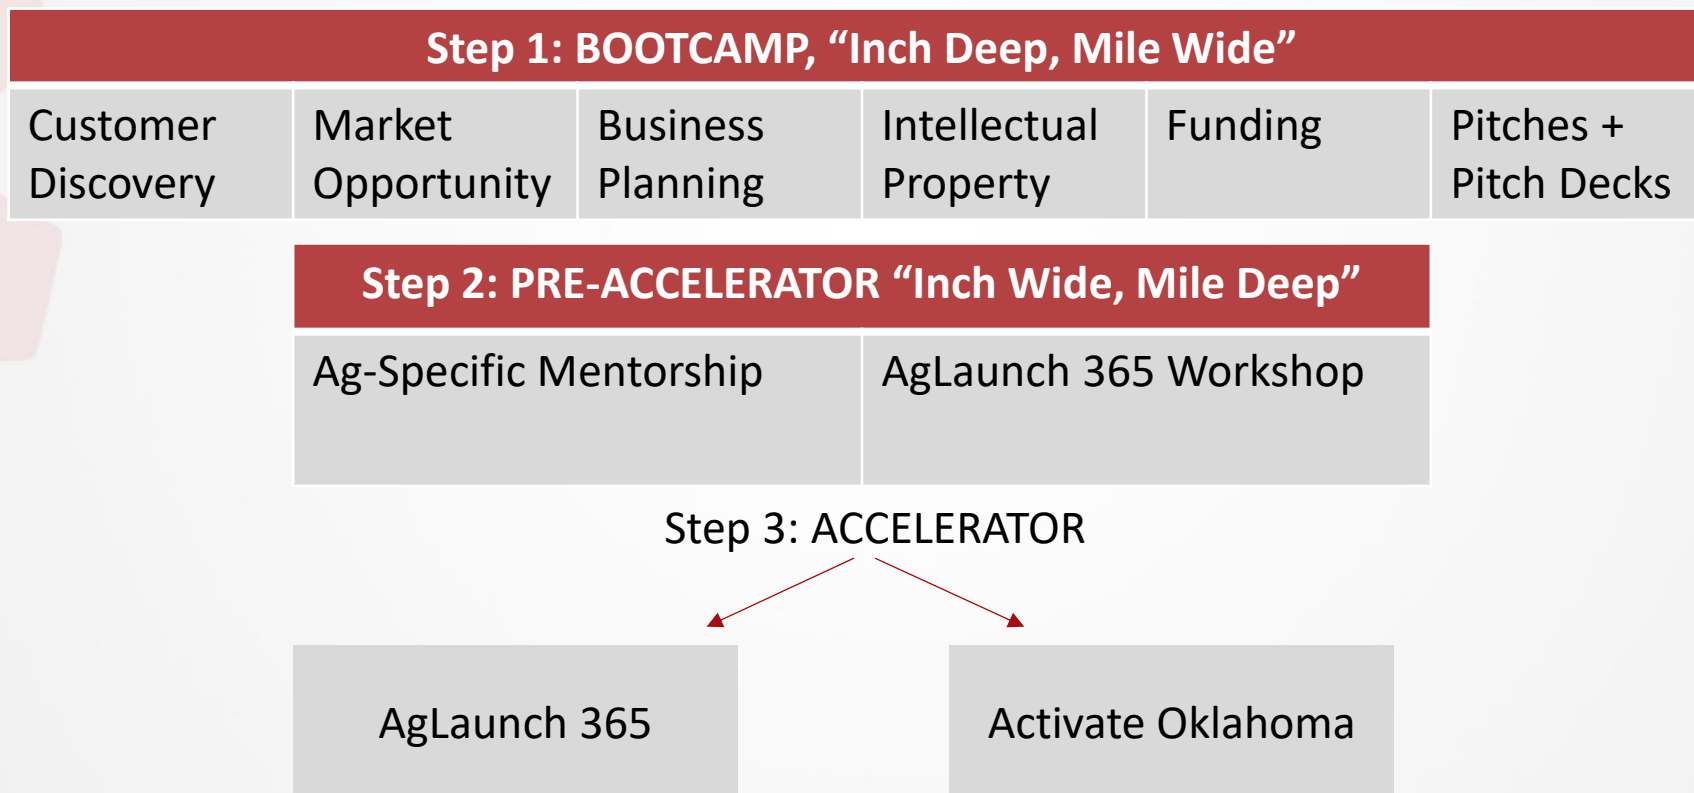 Step 1: BOOTCAMP, “Inch Deep, Mile Wide”
Customer
Discovery
Market
Opportunity
Business
Planning
Intellectual
Property
Funding
Pitches +
Pitch Decks
Step 2: PRE-ACCELERATOR “Inch Wide, Mile Deep”
Ag-Specific Mentorship
AgLaunch 365 Workshop
Step 3: ACCELERATOR
AgLaunch 365
Activate Oklahoma